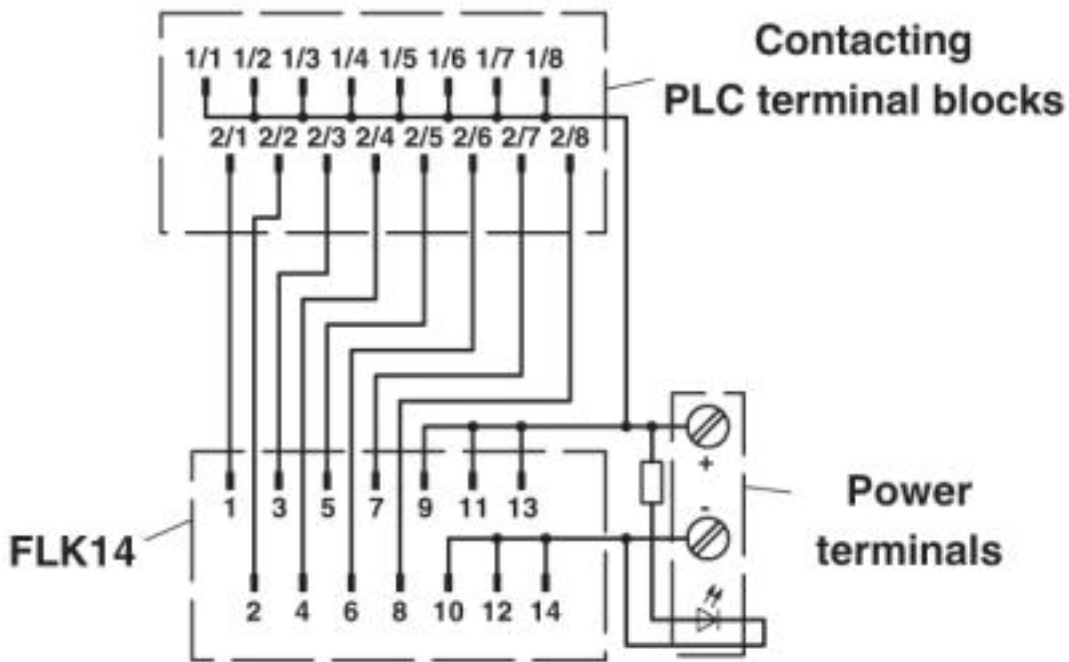 Contacting
PLC terminal blocks
1/1 1/2 1/3 1/4 1/5 1/6 1/7 1/8
2/1 2/2 2/3 2/4 2/5 2/6 2/7 2/8
+
-
Power
terminals
FLK14
1 3 5 7 9 11 13
2 4 6 8 10 12 14